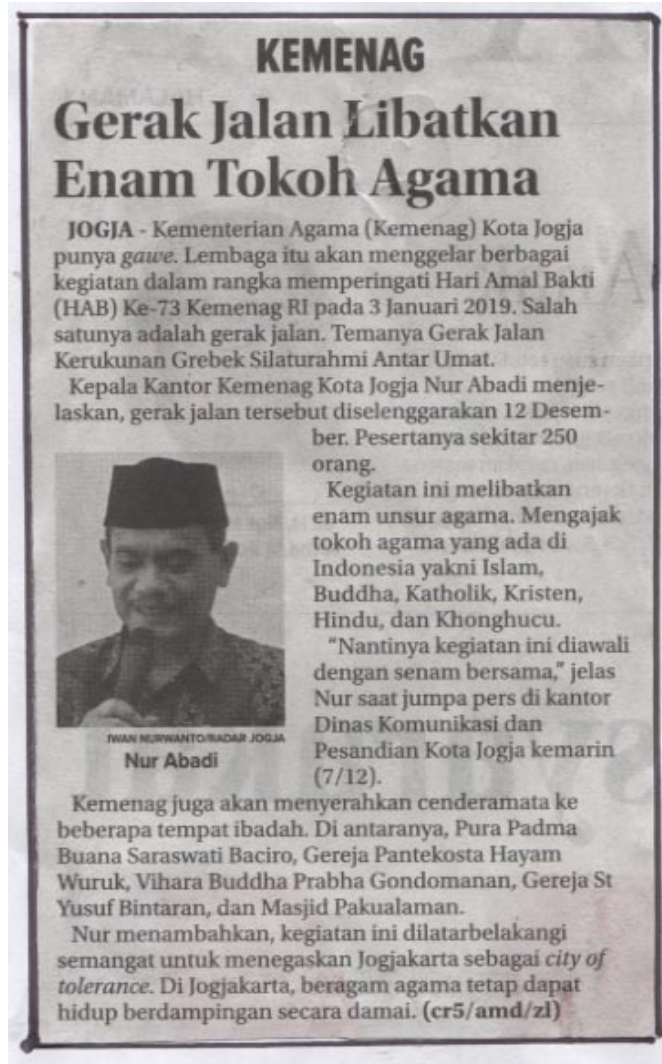 KEMENAG
Gerak Jalan Libatkan
Enam Tokoh Agama
JOGJA - Kementerian Agama (Kemenag) Kota Jogja
punya gawe. Lembaga itu akan menggelar berbagai
kegiatan dalam rangka memperingati Hari Amal Bakti
(HAB) Ke-73 Kemenag RI pada 3 Januari 2019. Salah
satunya adalah gerak jalan. Temanya Gerak Jalan
Kerukunan Grebek Silaturahmi Antar Umat.
Kepala Kantor Kemenag Kota Jogja Nur Abadi menje-
laskan, gerak jalan tersebut diselenggarakan 12 Desem-
ber. Pesertanya sekitar 250
orang.
Kegiatan ini melibatkan
enam unsur agama. Mengajak
tokoh agama yang ada di
Indonesia yakni Islam,
Buddha, Katholik, Kristen,
Hindu, dan Khonghucu.
"Nantinya kegiatan ini diawali
dengan senam bersama," jelas
Nur saat jumpa pers di kantor
Dinas Komunikasi dan
Pesandian Kota Jogja kemarin
(7/12).
IWAN NURWANTO/RADAR JOGJA
Nur Abadi
Kemenag juga akan menyerahkan cenderamata ke
beberapa tempat ibadah. Di antaranya, Pura Padma
Buana Saraswati Baciro, Gereja Pantekosta Hayam
Wuruk, Vihara Buddha Prabha Gondomanan, Gereja St
Yusuf Bintaran, dan Masjid Pakualaman.
Nur menambahkan, kegiatan ini dilatarbelakangi
semangat untuk menegaskan Jogjakarta sebagai city of
tolerance. Di Jogjakarta, beragam agama tetap dapat
hidup berdampingan secara damai. (cr5/amd/zl)